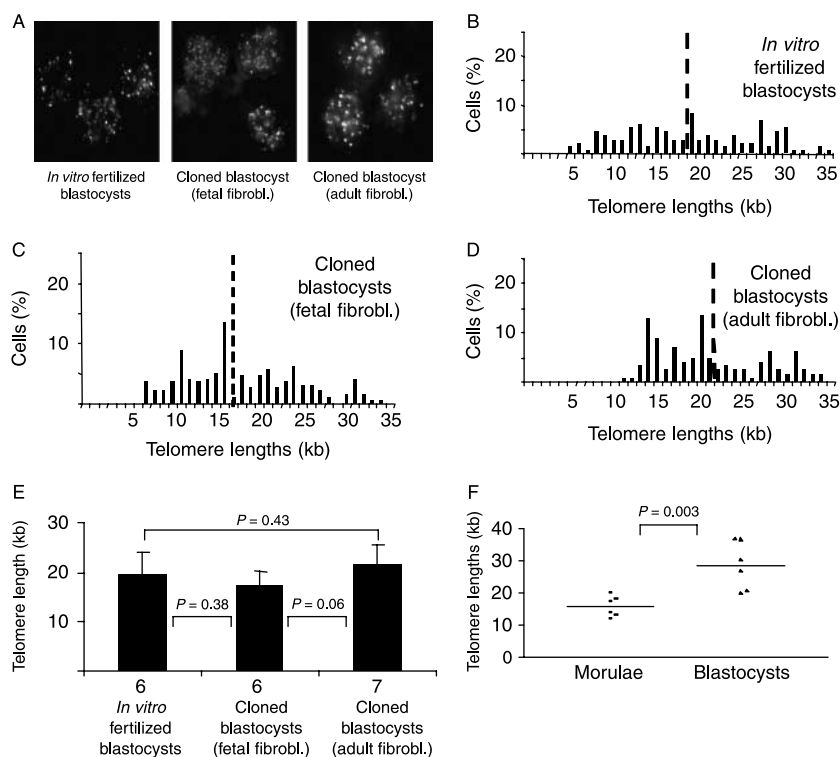 A
In vitro fertilized
blastocysts
Cloned blastocyst
(fetal fibrobl.)
Cloned blastocyst
(adult fibrobl.)
B
Cells (%)
20
10
In vitro
fertilized
blastocysts
5 10 15 20 25 30 35
Telomere lengths (kb)
C
Cells (%)
20
10
Cloned
blastocysts
(fetal fibrobl.)
5 10 15 20 25 30 35
Telomere lengths (kb)
D
Cells (%)
20
10
Cloned
blastocysts
(adult fibrobl.)
5 10 15 20 25 30 35
Telomere lengths (kb)
E
Telomere length (kb)
30
20
10
P = 0.43
P = 0.38
P = 0.06
6 6 7
In vitro
fertilized
blastocysts
Cloned
blastocysts
(fetal fibrobl.)
Cloned
blastocysts
(adult fibrobl.)
F
P = 0.003
Telomere lengths (kb)
40
30
20
10
0
Morulae Blastocysts